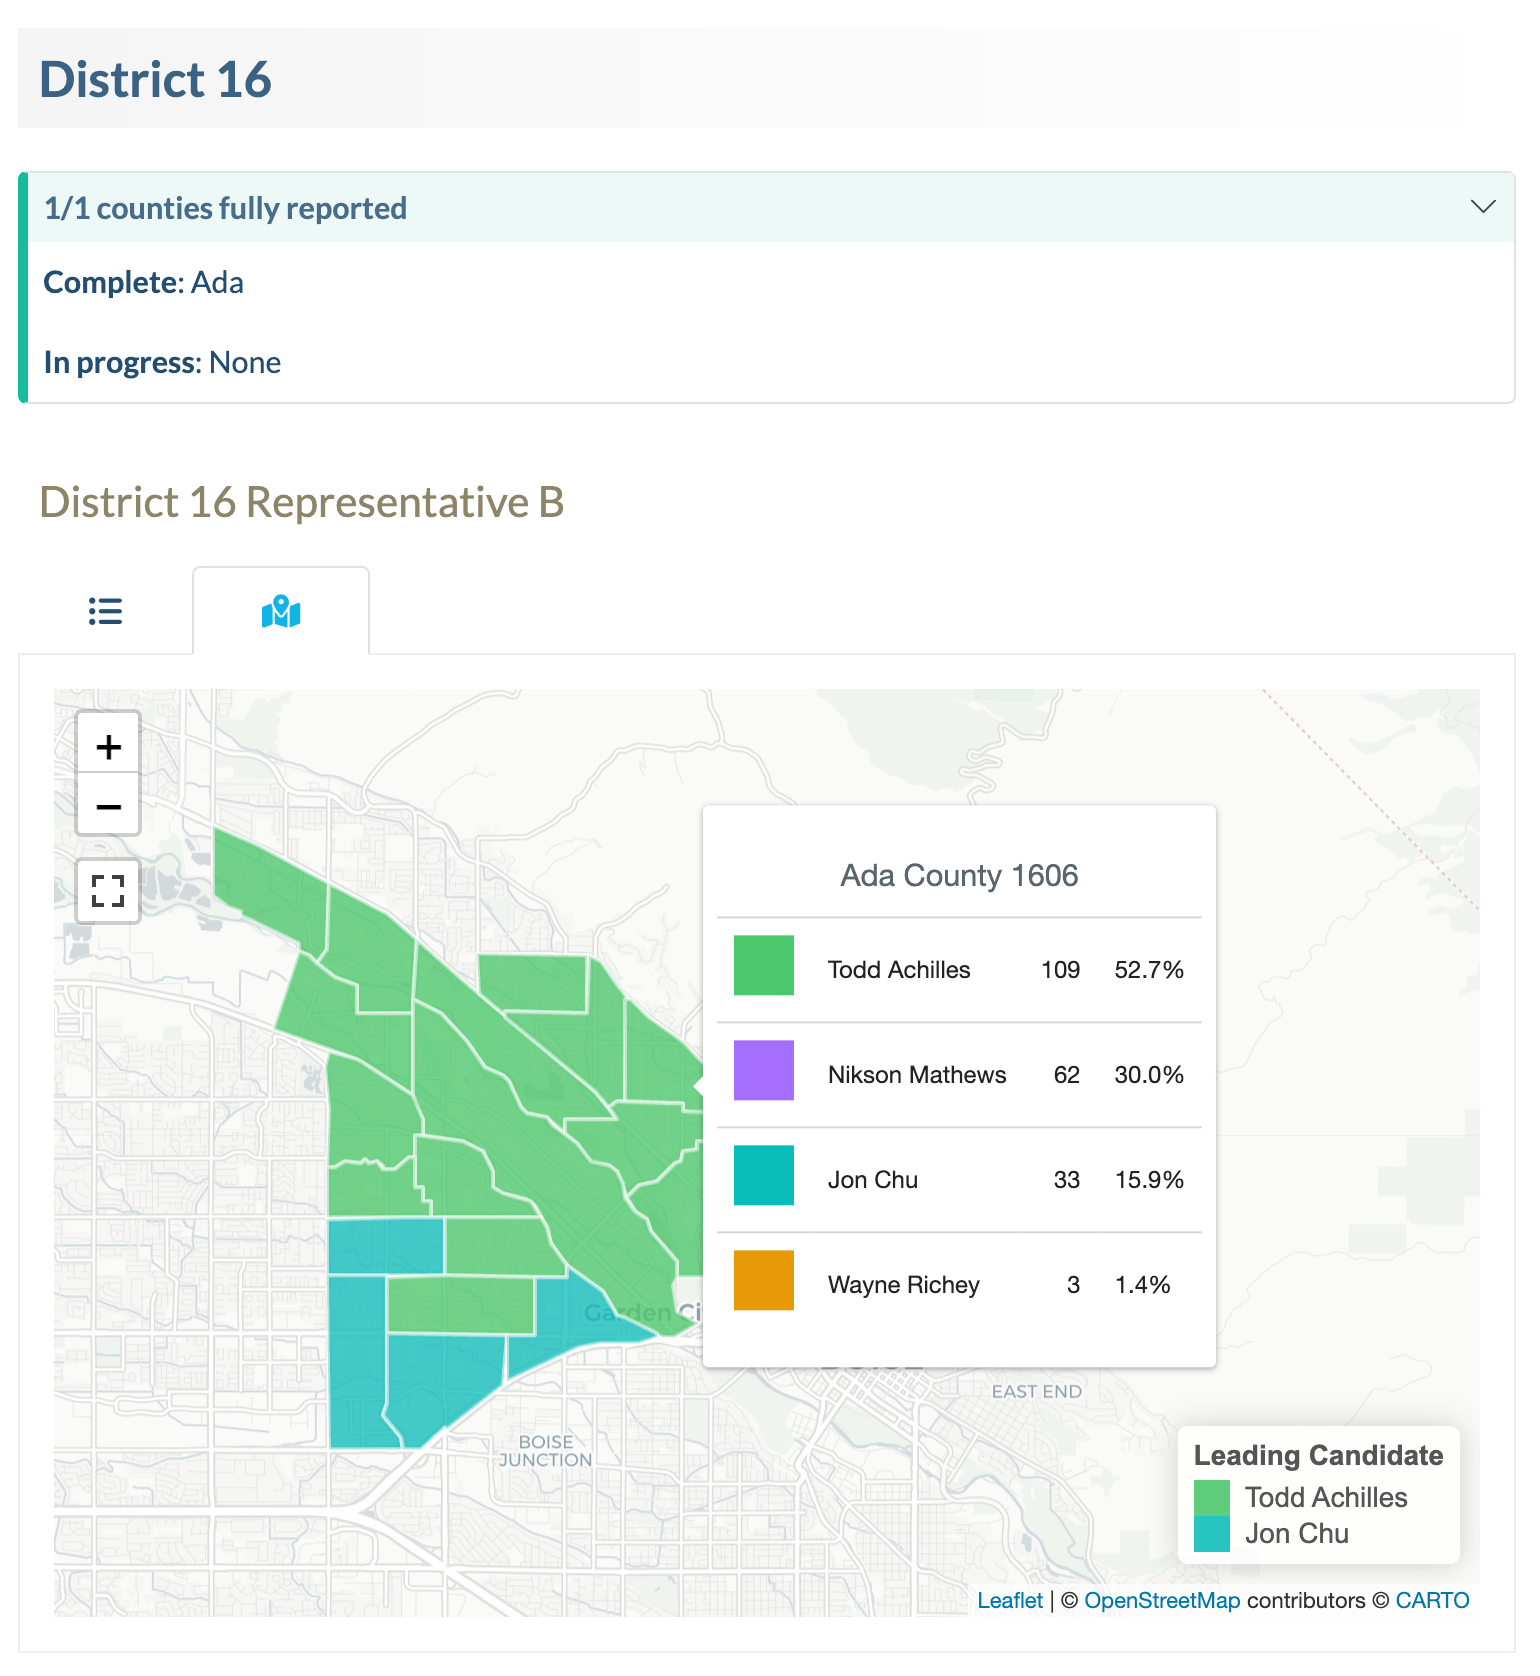 District 16
1/1 counties fully reported
Complete: Ada
In progress: None
District 16 Representative B
+
−
Ada County 1606
Todd Achilles 109 52.7%
Nikson Mathews 62 30.0%
Jon Chu 33 15.9%
Wayne Richey 3 1.4%
Garden Ci
EAST END
BOISE
JUNCTION
Leading Candidate
Todd Achilles
Jon Chu
Leaflet | © OpenStreetMap contributors © CARTO